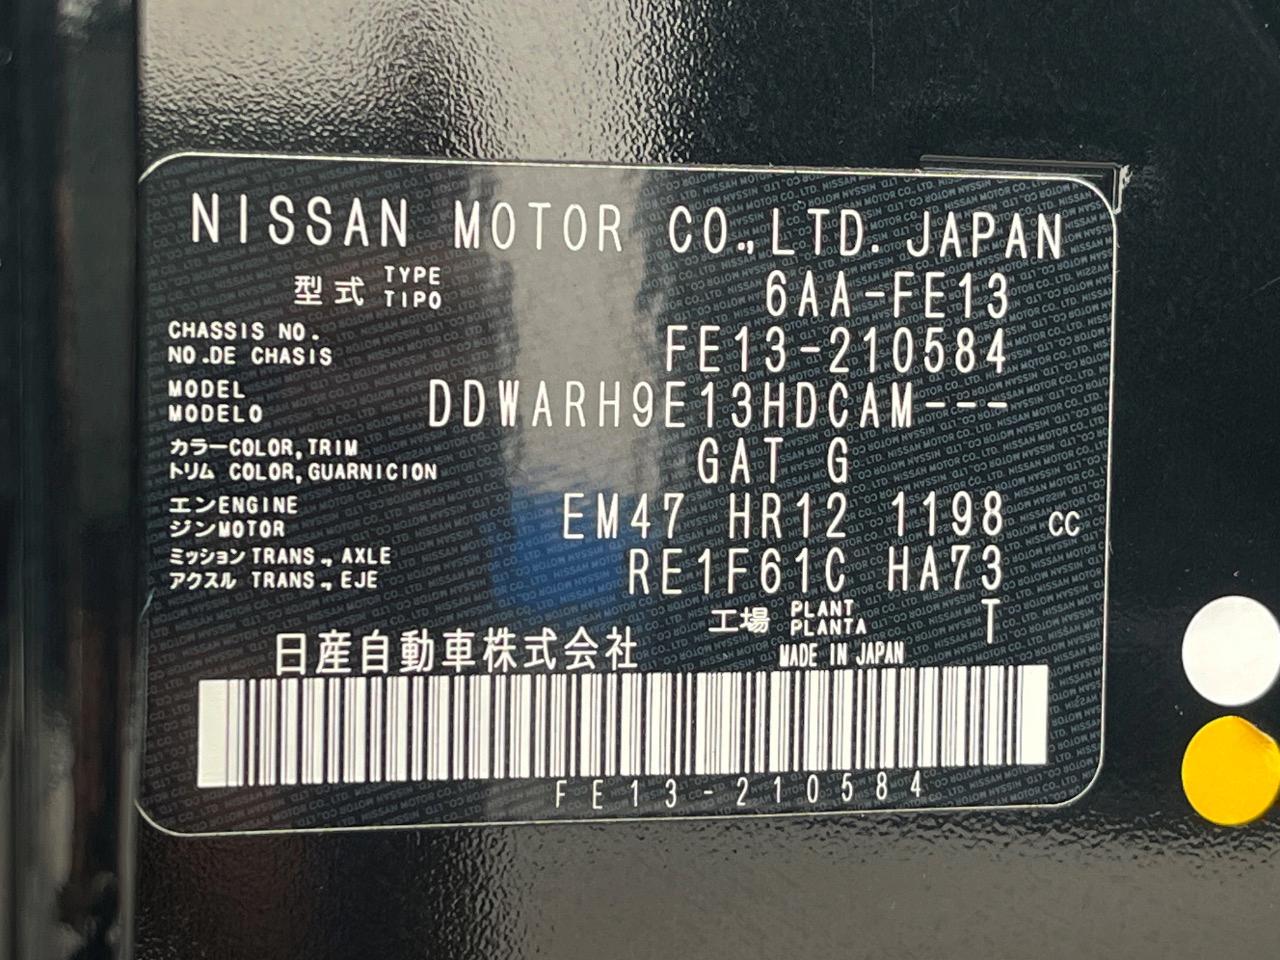 NISSAN MOTOR CO.,LTD. JAPAN
型式 TYPE TIPO 6AA-FE13
CHASSIS NO.
NO.DE CHASIS FE13-210584
MODEL
MODELO DDWARH9E13HDCAM---
カラーCOLOR,TRIM
トリム COLOR,GUARNICION GAT G
エンENGINE
ジンMOTOR EM47 HR12 1198 CC
ミッション TRANS., AXLE
アクスル TRANS., EJE RE1F61C HA73
工場 PLANT PLANTA T
日産自動車株式会社 MADE IN JAPAN
FE13-210584